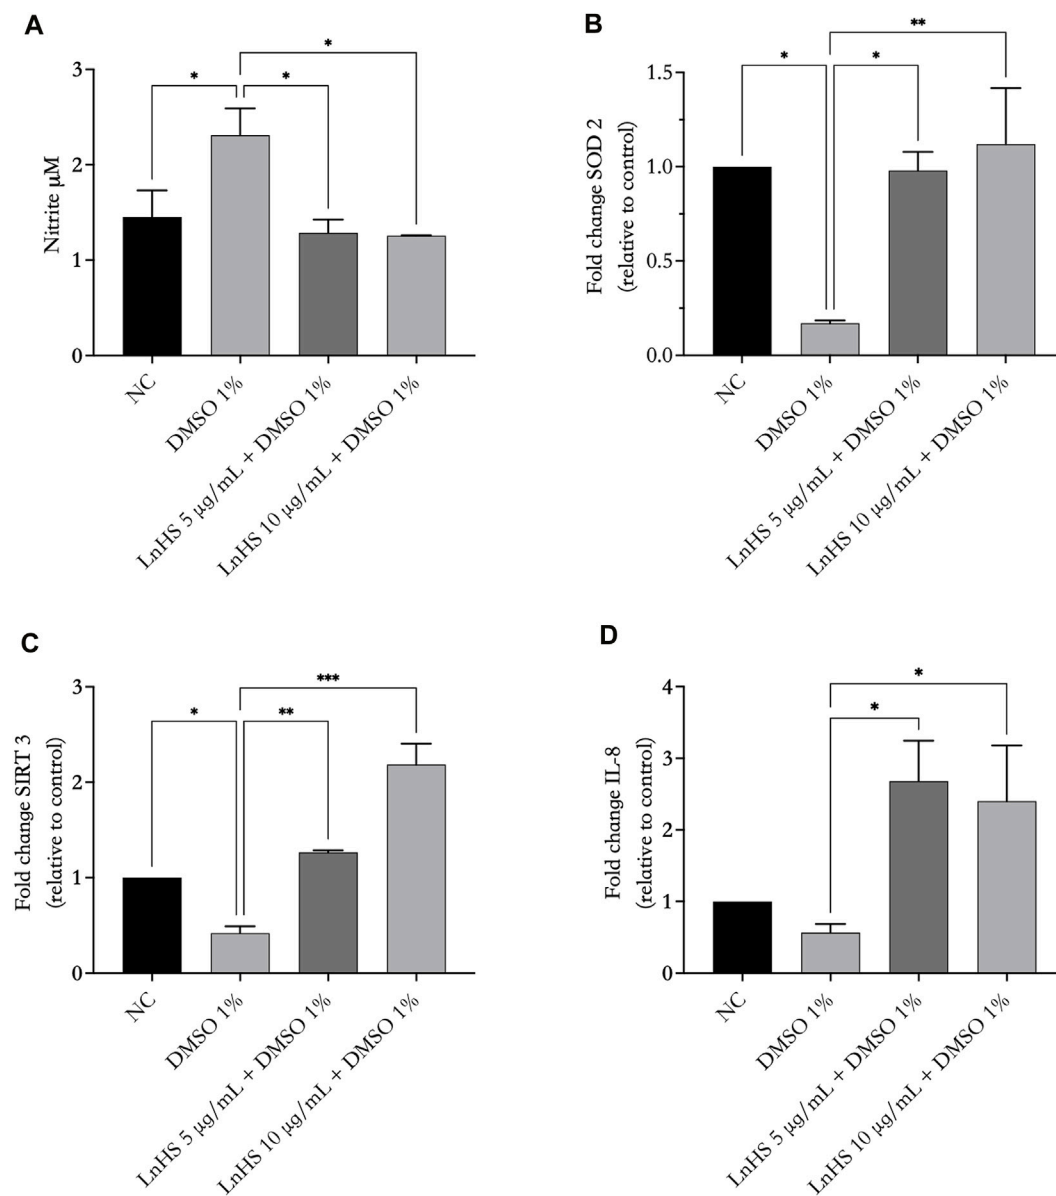 A
* * *
3
2
1
0
Nitrite µM
NC
DMSO 1%
LnHS 5 µg/mL + DMSO 1%
LnHS 10 µg/mL + DMSO 1%
B
**
* *
1.5
1.0
0.5
0.0
Fold change SOD 2
(relative to control)
NC
DMSO 1%
LnHS 5 µg/mL + DMSO 1%
LnHS 10 µg/mL + DMSO 1%
C
***
* **
3
2
1
0
Fold change SIRT 3
(relative to control)
NC
DMSO 1%
LnHS 5 µg/mL + DMSO 1%
LnHS 10 µg/mL + DMSO 1%
D
*
*
4
3
2
1
0
Fold change IL-8
(relative to control)
NC
DMSO 1%
LnHS 5 µg/mL + DMSO 1%
LnHS 10 µg/mL + DMSO 1%